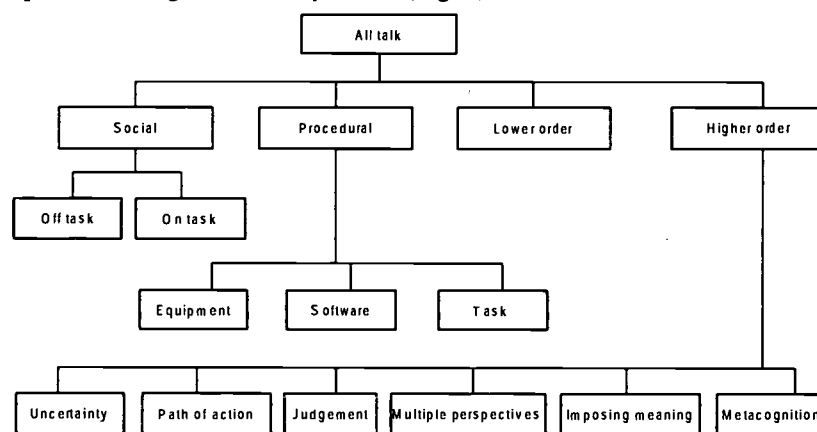 All talk
Social Procedural Lower order Higher order
Off task On task
Equipment Software Task
Uncertainty Path of action Judgement Multiple perspectives Imposing meaning Metacognition